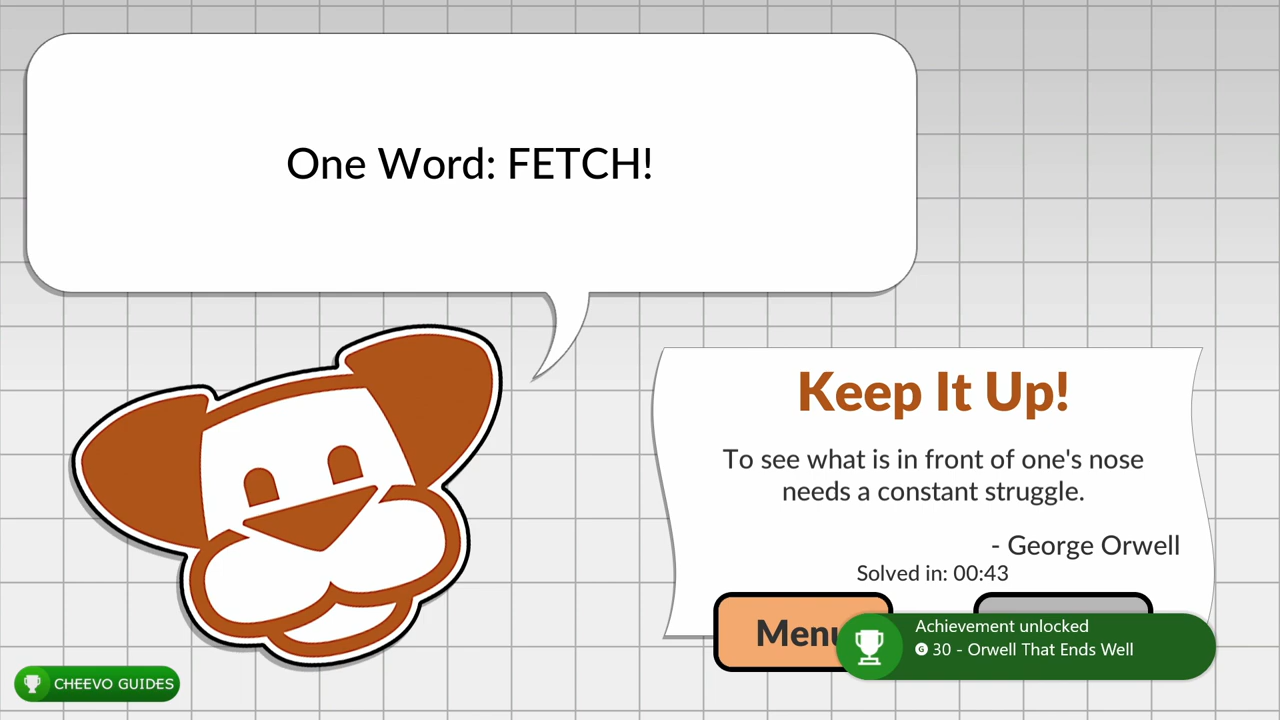 One Word: FETCH!
Keep It Up!
To see what is in front of one's nose
needs a constant struggle.
- George Orwell
Solved in: 00:43
Menu
Achievement unlocked
G 30 - Orwell That Ends Well
CHEEVO GUIDES